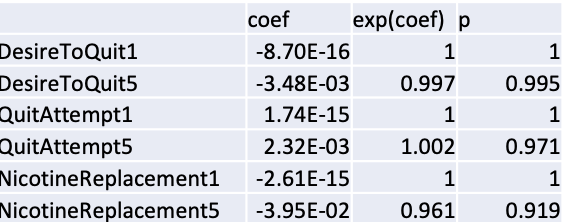 coef exp(coef) p
DesireToQuit1 -8.70E-16 1 1
DesireToQuit5 -3.48E-03 0.997 0.995
QuitAttempt1 1.74E-15 1 1
QuitAttempt5 2.32E-03 1.002 0.971
NicotineReplacement1 -2.61E-15 1 1
NicotineReplacement5 -3.95E-02 0.961 0.919